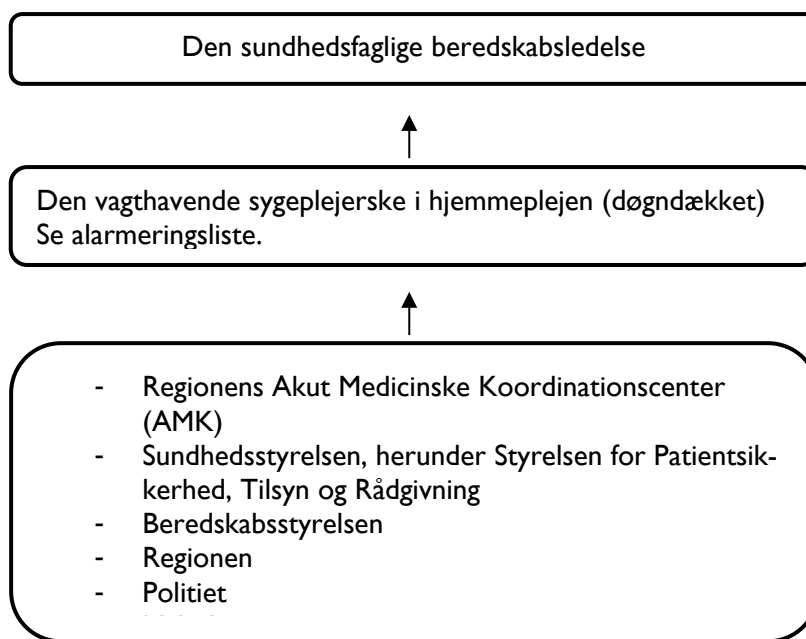 Den sundhedsfaglige beredskabsledelse
Den vagthavende sygeplejerske i hjemmeplejen (døgndækket)
Se alarmeringsliste.
- Regionens Akut Medicinske Koordinationscenter
(AMK)
- Sundhedsstyrelsen, herunder Styrelsen for Patientsik-
kerhed, Tilsyn og Rådgivning
- Beredskabsstyrelsen
- Regionen
- Politiet